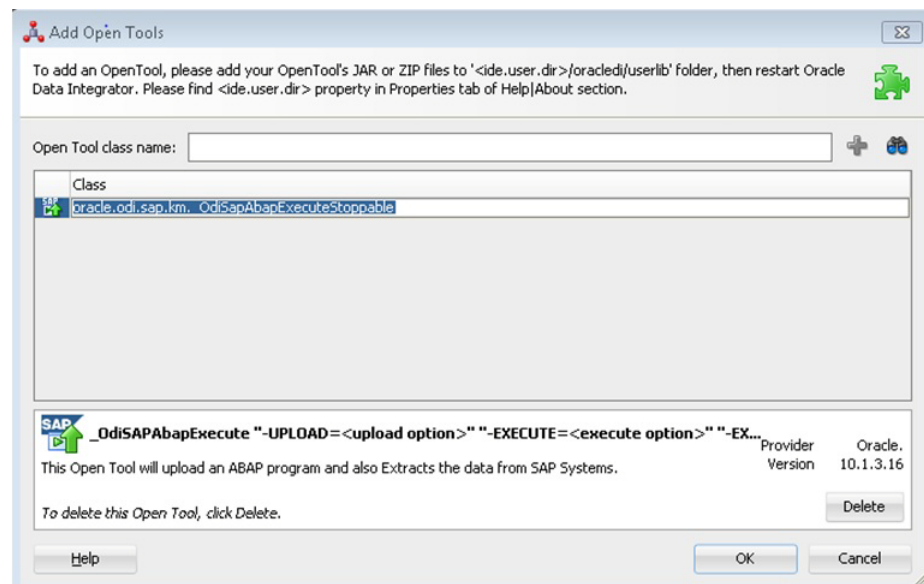 Add Open Tools
To add an OpenTool, please add your OpenTool's JAR or ZIP files to '<ide.user.dir>/oracledi/userlib' folder, then restart Oracle
Data Integrator. Please find <ide.user.dir> property in Properties tab of Help|About section.
Open Tool class name:
Class
SAP oracle.odi.sap.km._OdiSapAbapExecuteStoppable
SAP _OdiSAPAbapExecute "-UPLOAD=<upload option>" "-EXECUTE=<execute option>" "-EX...
Provider Oracle.
This Open Tool will upload an ABAP program and also Extracts the data from SAP Systems.
Version 10.1.3.16
To delete this Open Tool, click Delete.
Delete
Help
OK
Cancel